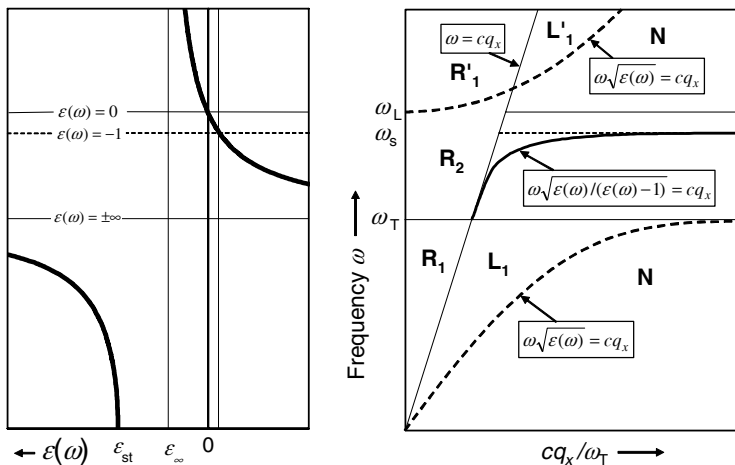 ε(ω) = 0
ε(ω) = −1
ε(ω) = ±∞
← ε(ω)
ε_st
ε_∞
0
Frequency ω →
ω_L
ω_s
ω_T
ω = cq_x
L'_1
N
R'_1
ω√ε(ω) = cq_x
R_2
ω√ε(ω)/(ε(ω)−1) = cq_x
R_1
L_1
N
ω√ε(ω) = cq_x
cq_x/ω_T →